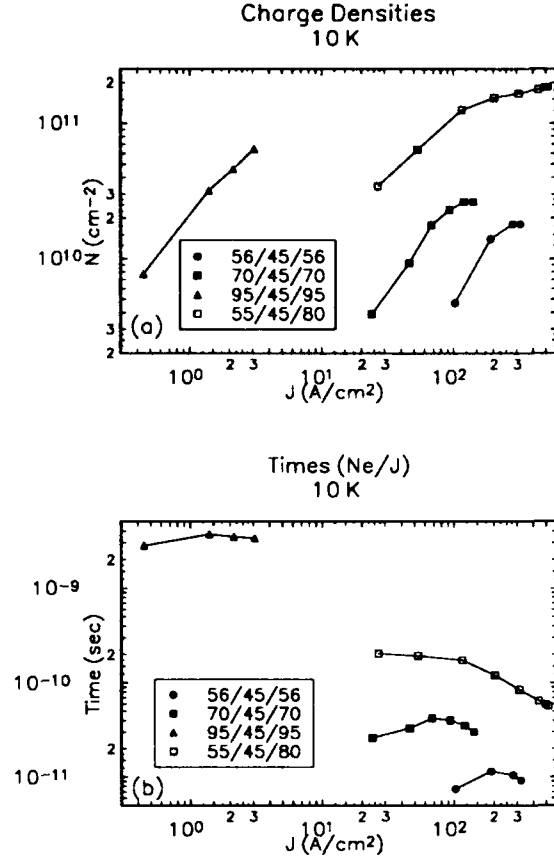 Charge Densities
10 K
2
10^11
3
2
10^10
3
2
N (cm-2)
56/45/56
70/45/70
95/45/95
55/45/80
(a)
10^0 2 3 10^1 2 3 10^2 2 3
J (A/cm^2)
Times (Ne/J)
10 K
2
10^-9
2
10^-10
2
10^-11
Time (sec)
56/45/56
70/45/70
95/45/95
55/45/80
(b)
10^0 2 3 10^1 2 3 10^2 2 3
J (A/cm^2)